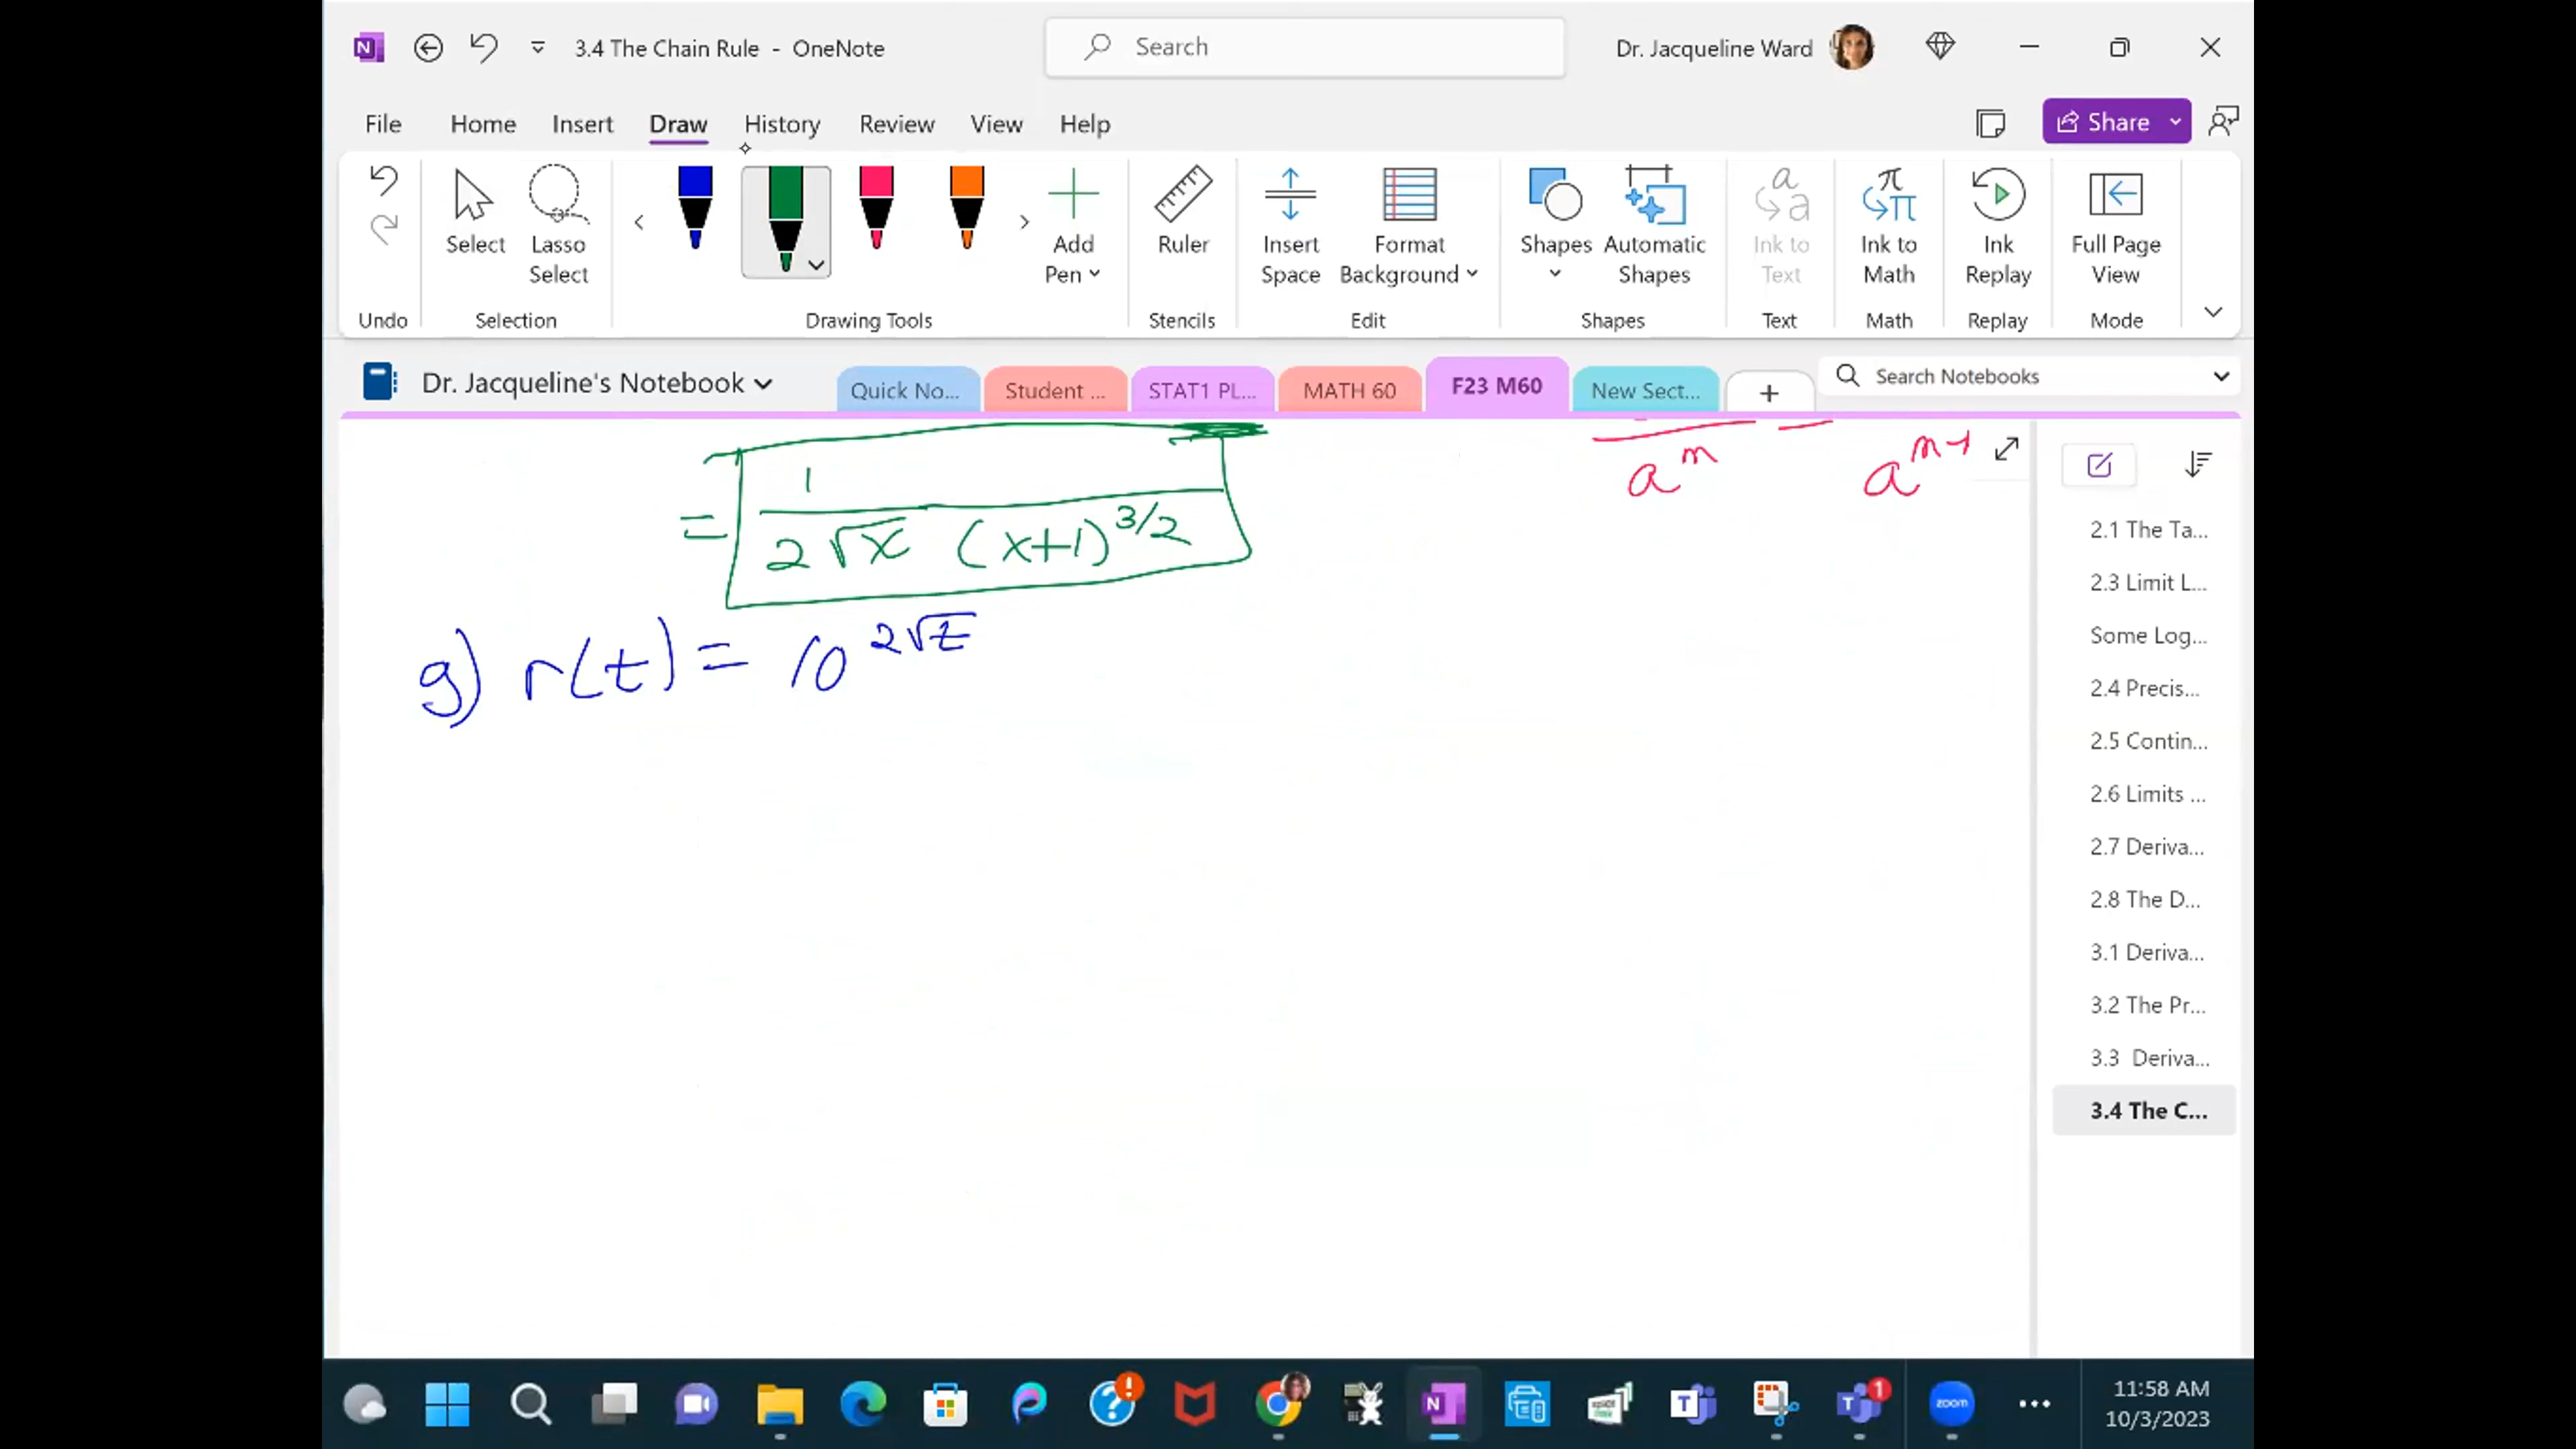 3.4 The Chain Rule - OneNote
Search
Dr. Jacqueline Ward
File Home Insert Draw History Review View Help
Share
Undo
Select
Lasso Select
Selection
Add Pen
Drawing Tools
Ruler
Stencils
Insert Space
Format Background
Edit
Shapes
Automatic Shapes
Shapes
Ink to Text
Text
Ink to Math
Math
Ink Replay
Replay
Full Page View
Mode
Dr. Jacqueline's Notebook
Quick No... Student ... STAT1 PL... MATH 60 F23 M60 New Sect... +
Search Notebooks
= 1 / 2 √x (x+1)^3/2
a^m
g) r(t) = 10^2√t
2.1 The Ta...
2.3 Limit L...
Some Log...
2.4 Precis...
2.5 Contin...
2.6 Limits ...
2.7 Deriva...
2.8 The D...
3.1 Deriva...
3.2 The Pr...
3.3 Deriva...
3.4 The C...
zoom
11:58 AM
10/3/2023